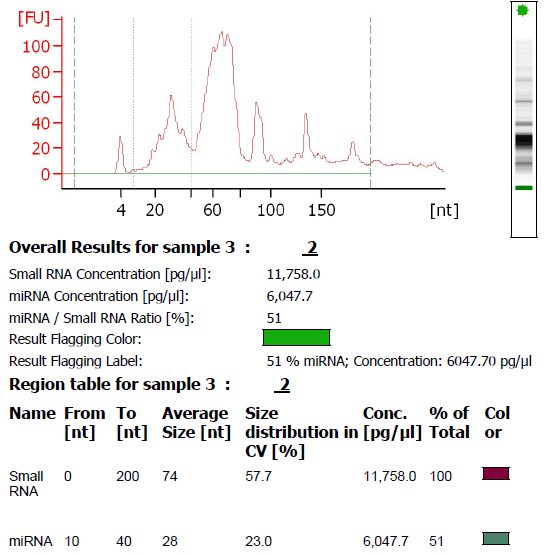 [FU]
100
80
60
40
20
0
4 20 60 100 150 [nt]
Overall Results for sample 3 : 2
Small RNA Concentration [pg/µl]: 11,758.0
miRNA Concentration [pg/µl]: 6,047.7
miRNA / Small RNA Ratio [%]: 51
Result Flagging Color:
Result Flagging Label: 51 % miRNA; Concentration: 6047.70 pg/µl
Region table for sample 3 : 2
Name From To Average Size Conc. % of Col
[nt] [nt] Size [nt] distribution in [pg/µl] Total or
CV [%]
Small 0 200 74 57.7 11,758.0 100
RNA
miRNA 10 40 28 23.0 6,047.7 51